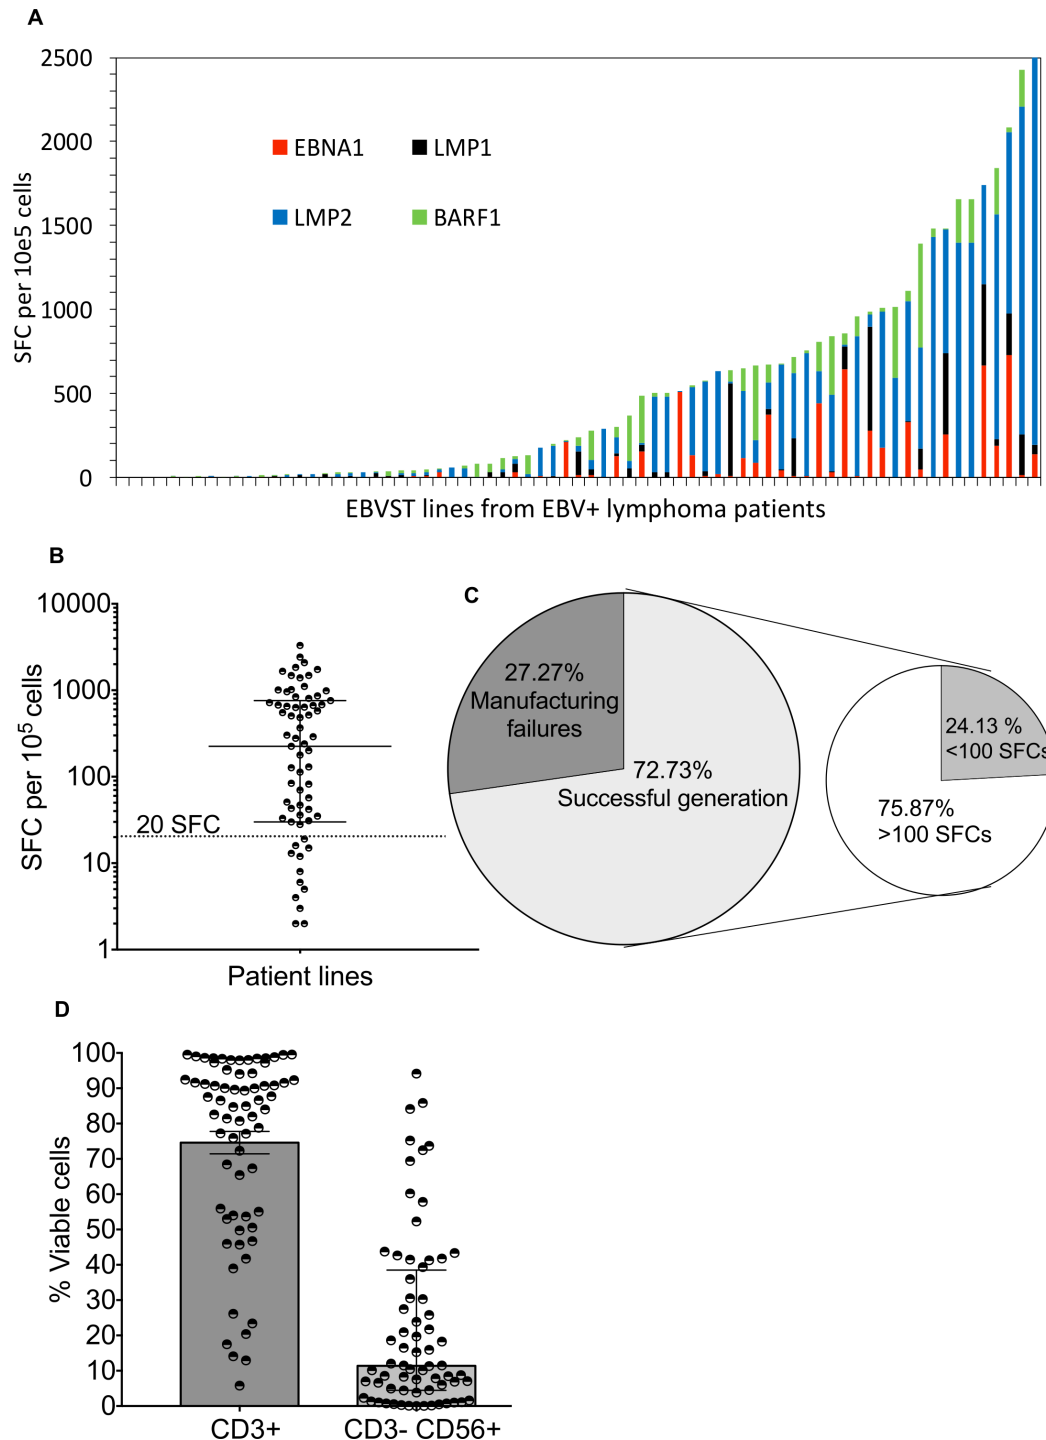 A
2500
2000
1500
1000
500
0
SFC per 10e5 cells
EBNA1
LMP1
LMP2
BARF1
EBVST lines from EBV+ lymphoma patients
B
10000
1000
100
10
1
SFC per 10⁵ cells
20 SFC
Patient lines
C
27.27%
Manufacturing
failures
72.73%
Successful generation
24.13 %
<100 SFCs
75.87%
>100 SFCs
D
100
90
80
70
60
50
40
30
20
10
0
% Viable cells
CD3+
CD3- CD56+